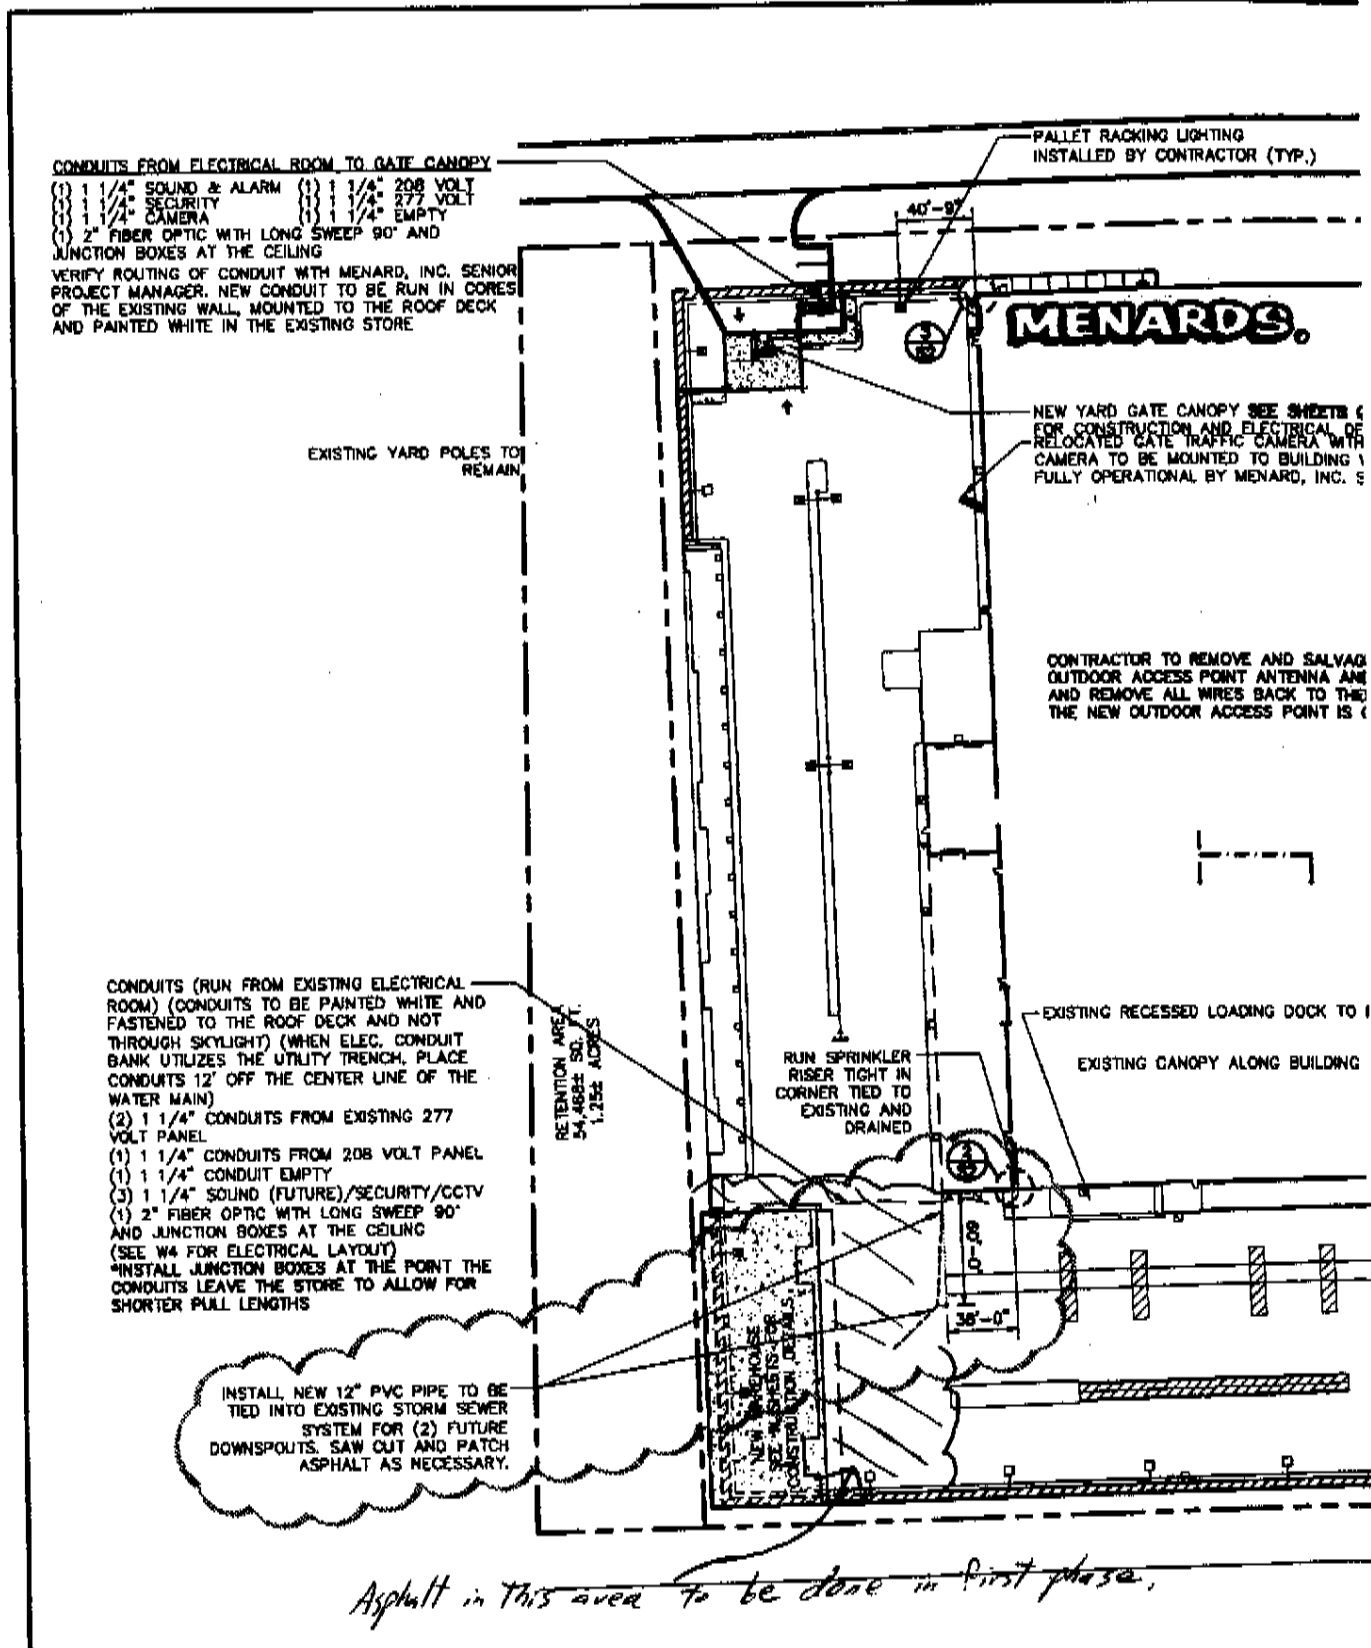 CONDUITS FROM ELECTRICAL ROOM TO GATE CANOPY
(1) 1 1/4" SOUND & ALARM (1) 1 1/4" 208 VOLT
(1) 1 1/4" SECURITY (1) 1 1/4" 277 VOLT
(1) 1 1/4" CAMERA (1) 1 1/4" EMPTY
(1) 2" FIBER OPTIC WITH LONG SWEEP 90° AND
JUNCTION BOXES AT THE CEILING
VERIFY ROUTING OF CONDUIT WITH MENARD, INC. SENIOR
PROJECT MANAGER. NEW CONDUIT TO BE RUN IN CORES
OF THE EXISTING WALL, MOUNTED TO THE ROOF DECK
AND PAINTED WHITE IN THE EXISTING STORE
PALLET RACKING LIGHTING
INSTALLED BY CONTRACTOR (TYP.)
40'-9"
3
MENARDS.
NEW YARD GATE CANOPY SEE SHEETS
FOR CONSTRUCTION AND ELECTRICAL DE
RELOCATED GATE TRAFFIC CAMERA WITH
CAMERA TO BE MOUNTED TO BUILDING
FULLY OPERATIONAL BY MENARD, INC. S
EXISTING YARD POLES TO
REMAIN
CONTRACTOR TO REMOVE AND SALVAG
OUTDOOR ACCESS POINT ANTENNA AN
AND REMOVE ALL WIRES BACK TO THE
THE NEW OUTDOOR ACCESS POINT IS
CONDUITS (RUN FROM EXISTING ELECTRICAL
ROOM) (CONDUITS TO BE PAINTED WHITE AND
FASTENED TO THE ROOF DECK AND NOT
THROUGH SKYLIGHT) (WHEN ELEC. CONDUIT
BANK UTILIZES THE UTILITY TRENCH, PLACE
CONDUITS 12' OFF THE CENTER LINE OF THE
WATER MAIN)
(2) 1 1/4" CONDUITS FROM EXISTING 277
VOLT PANEL
(1) 1 1/4" CONDUITS FROM 208 VOLT PANEL
(1) 1 1/4" CONDUIT EMPTY
(3) 1 1/4" SOUND (FUTURE)/SECURITY/CCTV
(1) 2" FIBER OPTIC WITH LONG SWEEP 90°
AND JUNCTION BOXES AT THE CEILING
(SEE W4 FOR ELECTRICAL LAYOUT)
*INSTALL JUNCTION BOXES AT THE POINT THE
CONDUITS LEAVE THE STORE TO ALLOW FOR
SHORTER PULL LENGTHS
RETENTION AREA
54,468± SQ. FT.
1.25± ACRES
EXISTING RECESSED LOADING DOCK TO
EXISTING CANOPY ALONG BUILDING
RUN SPRINKLER
RISER TIGHT IN
CORNER TIED TO
EXISTING AND
DRAINED
60'-0"
36'-0"
NEW WAREHOUSE
SEE W SHEETS FOR
CONSTRUCTION DETAILS
INSTALL NEW 12" PVC PIPE TO BE
TIED INTO EXISTING STORM SEWER
SYSTEM FOR (2) FUTURE
DOWNSPOUTS. SAW CUT AND PATCH
ASPHALT AS NECESSARY.
Asphalt in this area to be done in first phase.